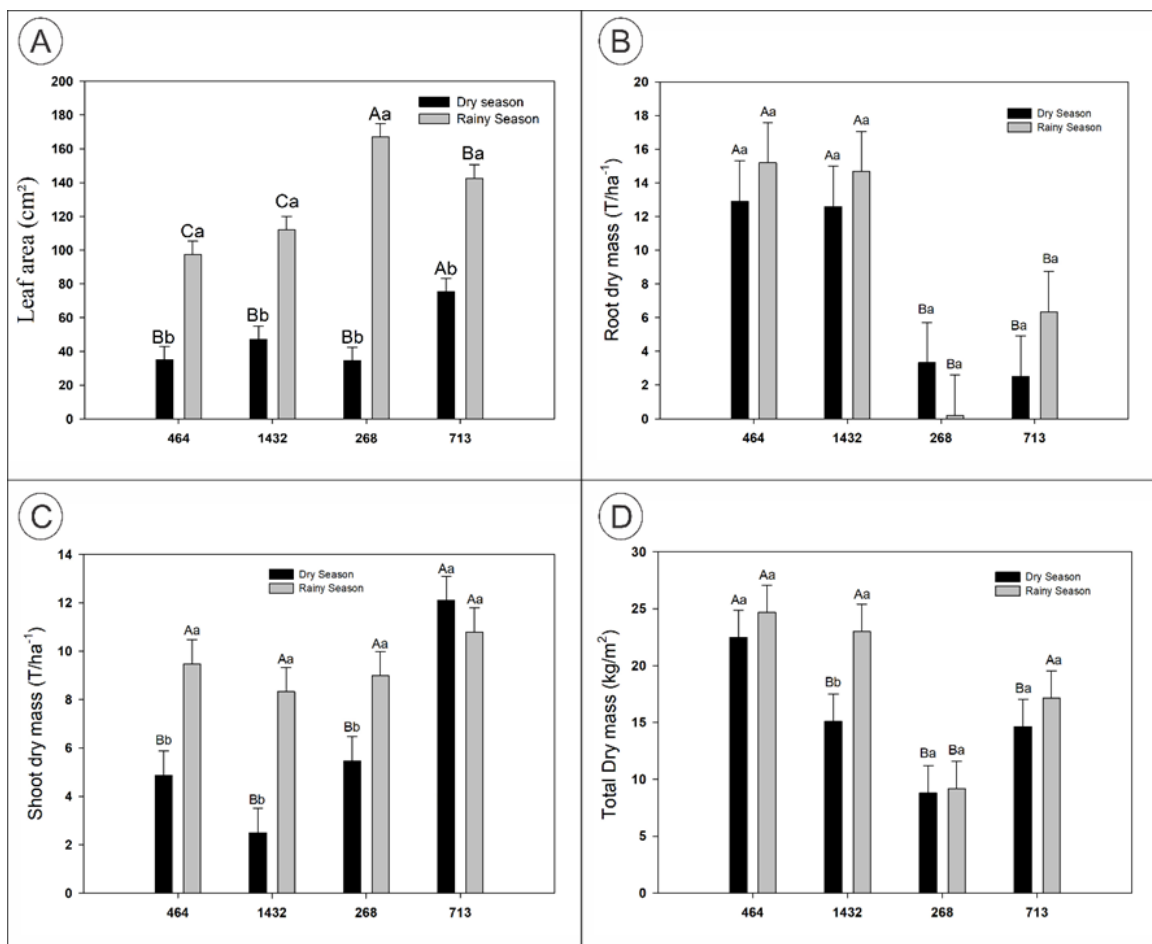 A
200
180
160
140
120
100
80
60
40
20
0
Leaf area (cm²)
Dry season
Rainy Season
Bb
Ca
Bb
Ca
Bb
Aa
Ab
Ba
464 1432 268 713
B
20
18
16
14
12
10
8
6
4
2
0
Root dry mass (T/ha⁻¹)
Dry Season
Rainy Season
Aa
Aa
Aa
Aa
Ba
Ba
Ba
Ba
464 1432 268 713
C
14
12
10
8
6
4
2
0
Shoot dry mass (T/ha⁻¹)
Dry Season
Rainy Season
Bb
Aa
Bb
Aa
Bb
Aa
Aa
Aa
464 1432 268 713
D
30
25
20
15
10
5
0
Total Dry mass (kg/m²)
Dry Season
Rainy Season
Aa
Aa
Bb
Aa
Ba
Ba
Ba
Aa
464 1432 268 713